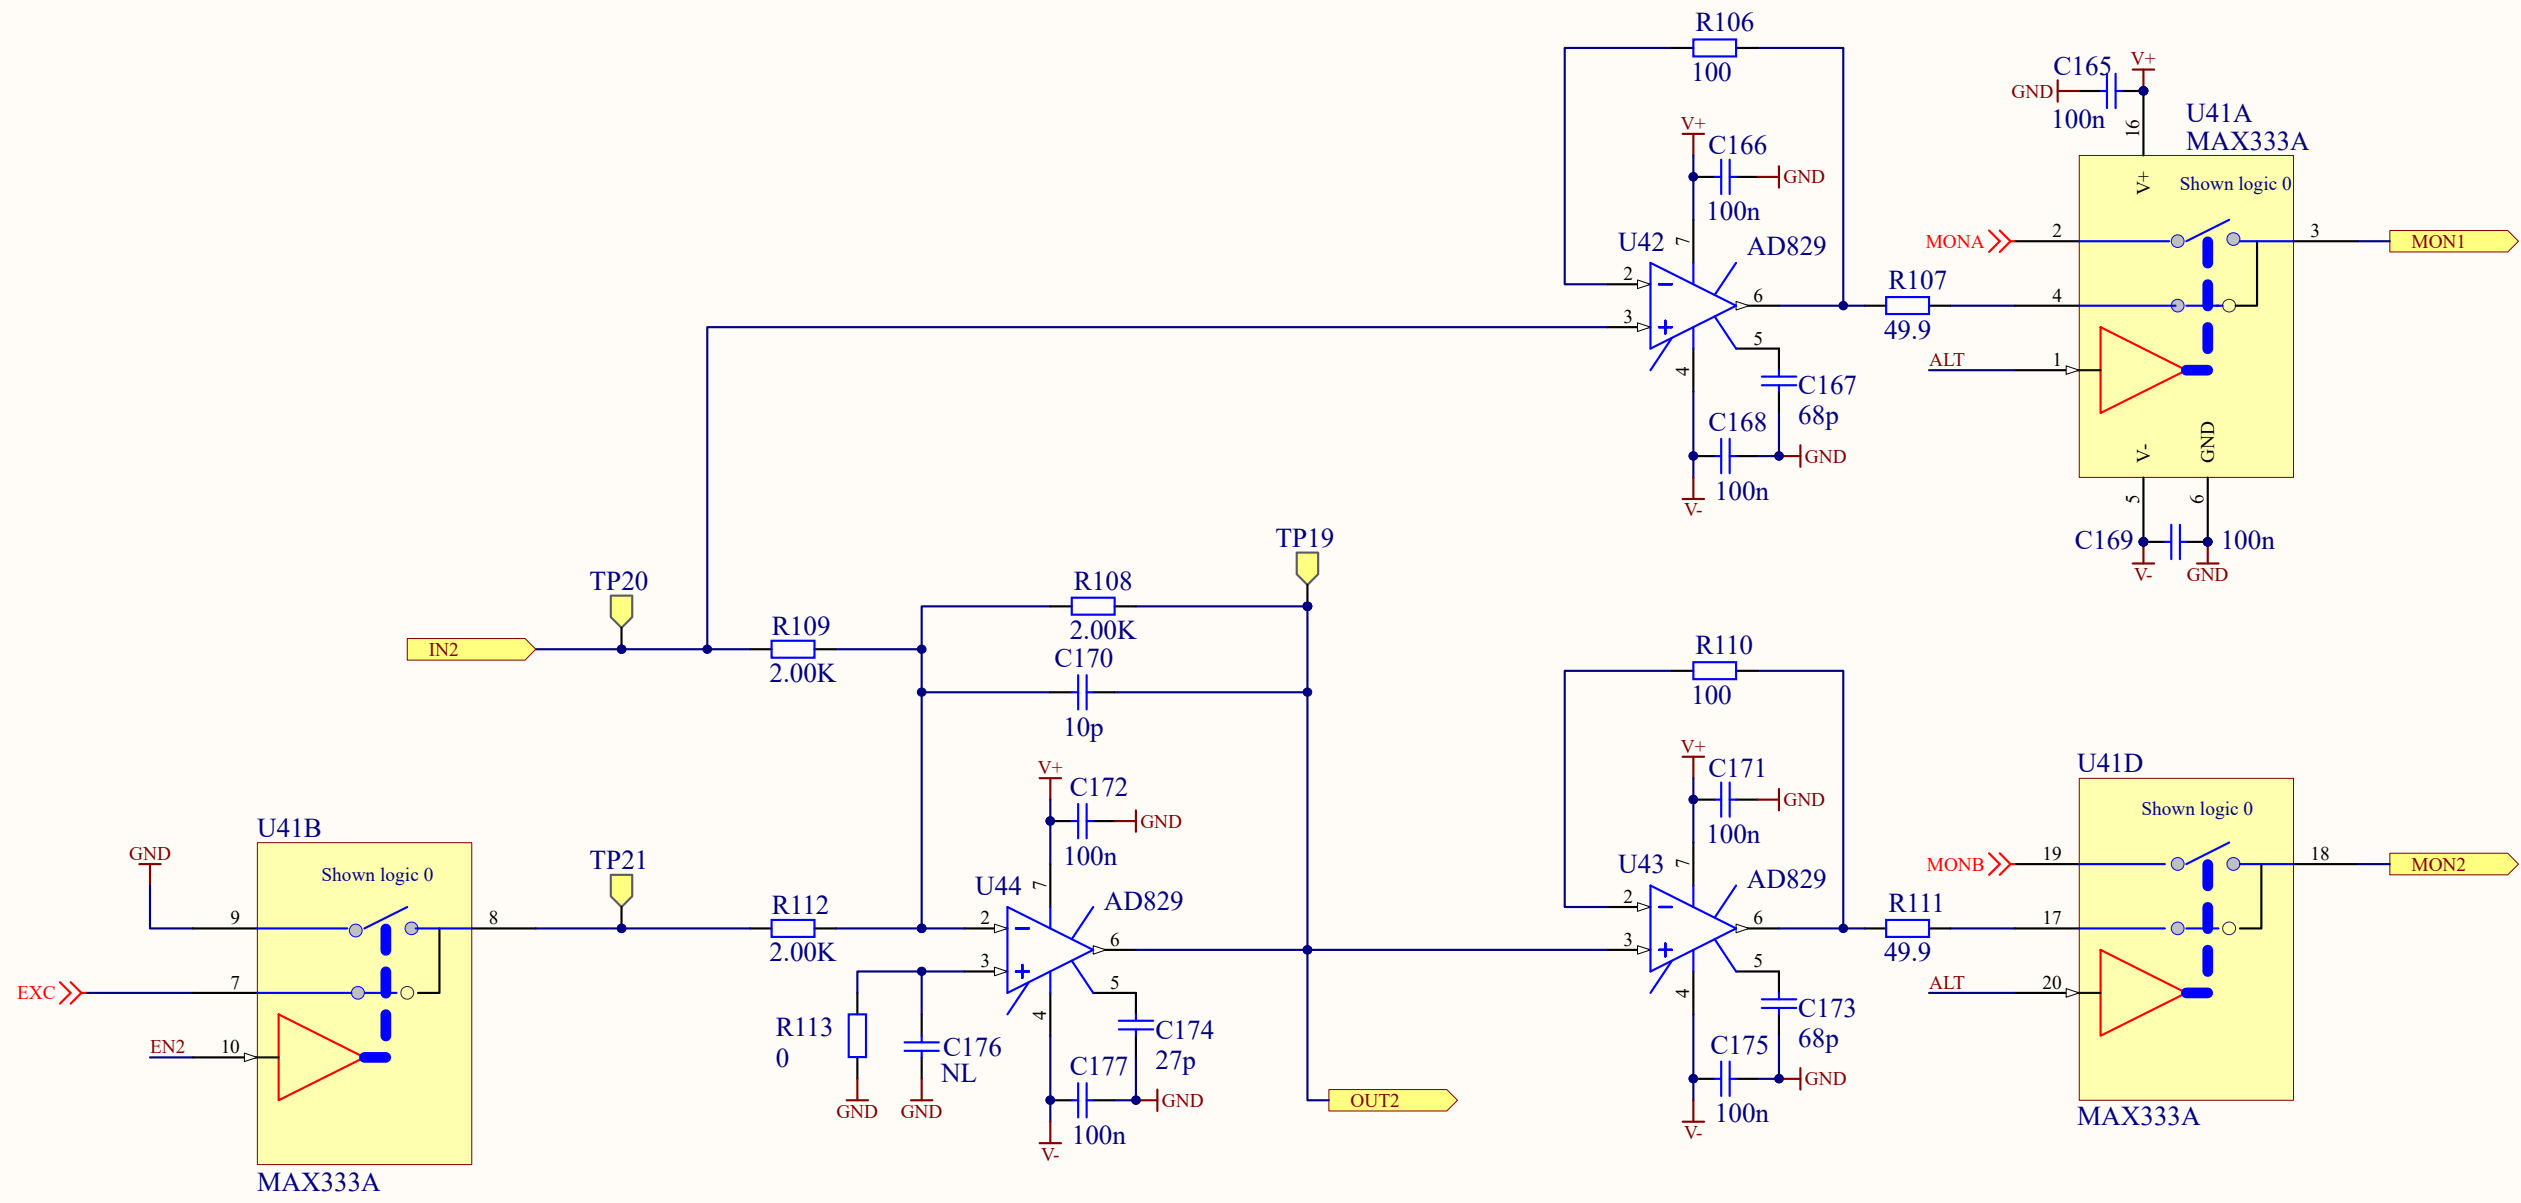 R106
100
V+
C166
GND
100n
7
U42
AD829
2
3
6
5
4
C167
68p
C168
GND
100n
V-
R107
49.9
V+
C165
GND
100n
16
U41A
MAX333A
V+
Shown logic 0
MONA
2
3
MON1
4
ALT
1
V-
GND
5
6
C169
100n
V-
GND
TP19
TP20
R108
2.00K
IN2
R109
2.00K
C170
10p
R110
100
V+
C172
GND
100n
7
U44
AD829
2
3
6
5
4
C174
27p
C177
GND
100n
V-
V+
C171
GND
100n
7
U43
AD829
2
3
6
5
4
C173
68p
C175
GND
100n
V-
R111
49.9
U41D
Shown logic 0
MONB
19
18
MON2
17
ALT
20
MAX333A
U41B
GND
Shown logic 0
9
8
EXC
7
EN2
10
MAX333A
TP21
R112
2.00K
R113
0
GND
C176
NL
GND
OUT2